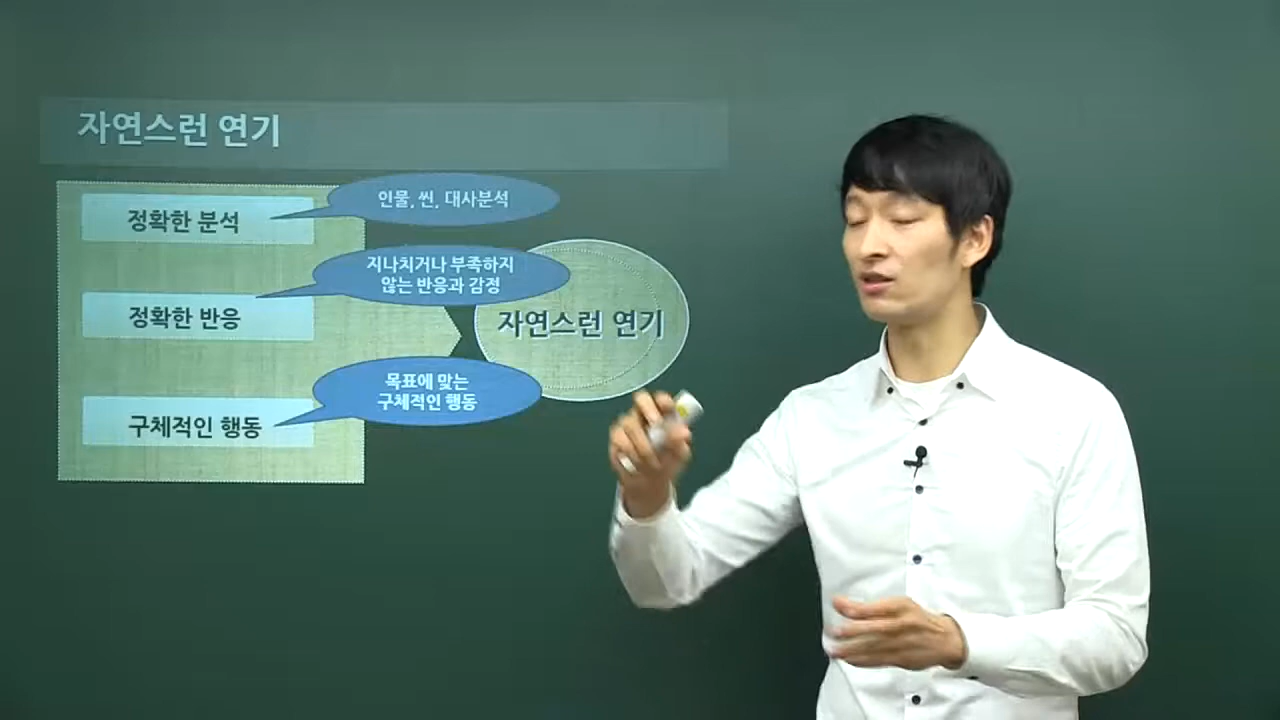 자연스런 연기
정확한 분석
인물, 씬, 대사분석
정확한 반응
지나치거나 부족하지
않는 반응과 감정
구체적인 행동
목표에 맞는
구체적인 행동
자연스런 연기